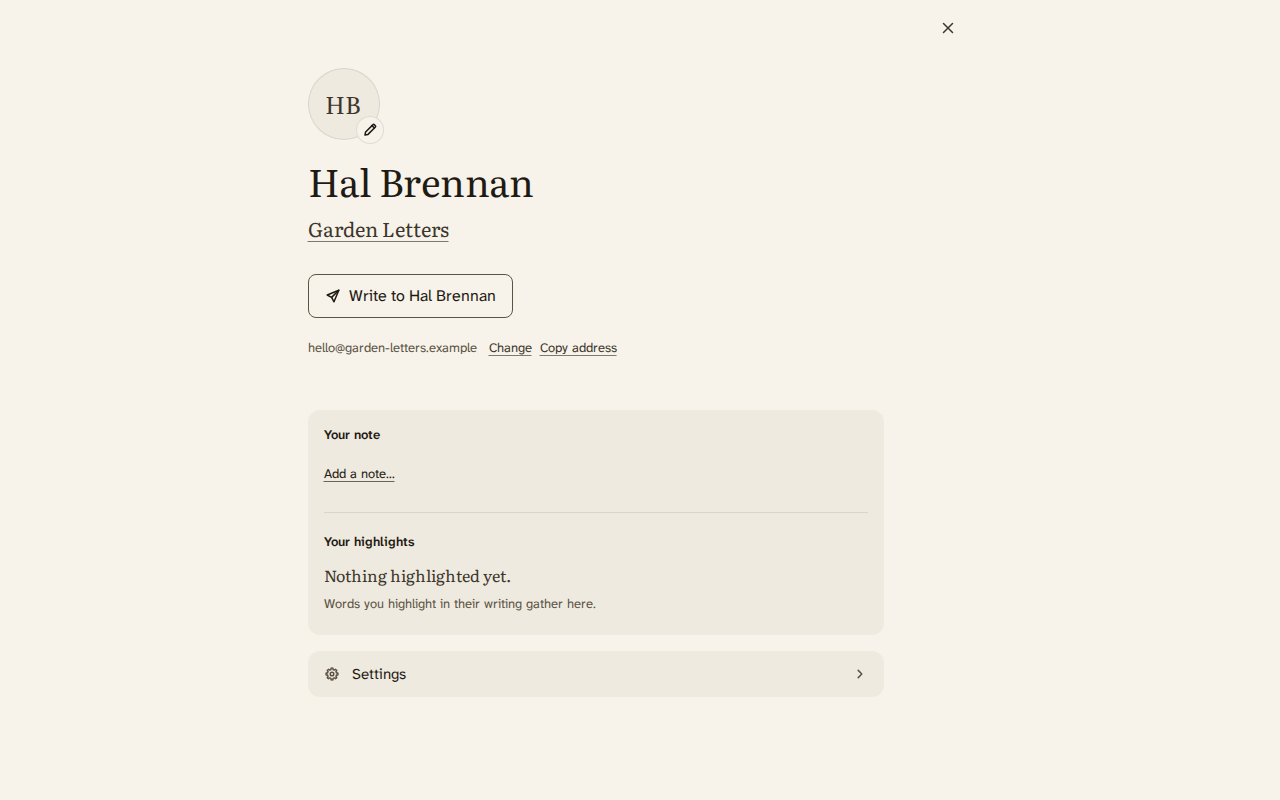 HB
Hal Brennan
Garden Letters
Write to Hal Brennan
hello@garden-letters.example Change Copy address
Your note
Add a note...
Your highlights
Nothing highlighted yet.
Words you highlight in their writing gather here.
Settings